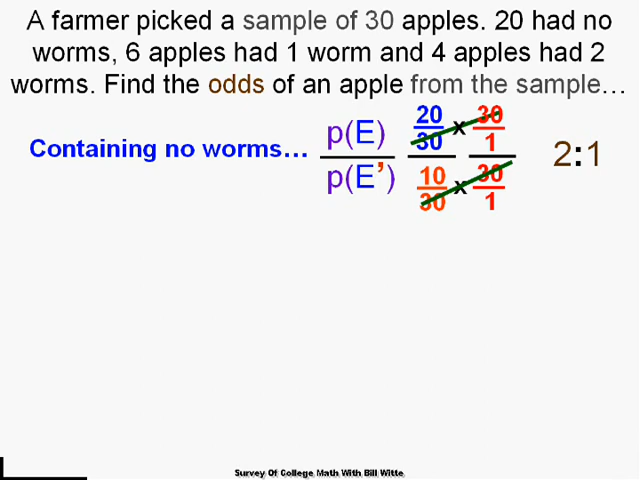 A farmer picked a sample of 30 apples. 20 had no
worms, 6 apples had 1 worm and 4 apples had 2
worms. Find the odds of an apple from the sample…
Containing no worms… p(E) / p(E’) 20/30 x 30/1 / 10/30 x 30/1 2:1
Survey Of College Math With Bill Witte